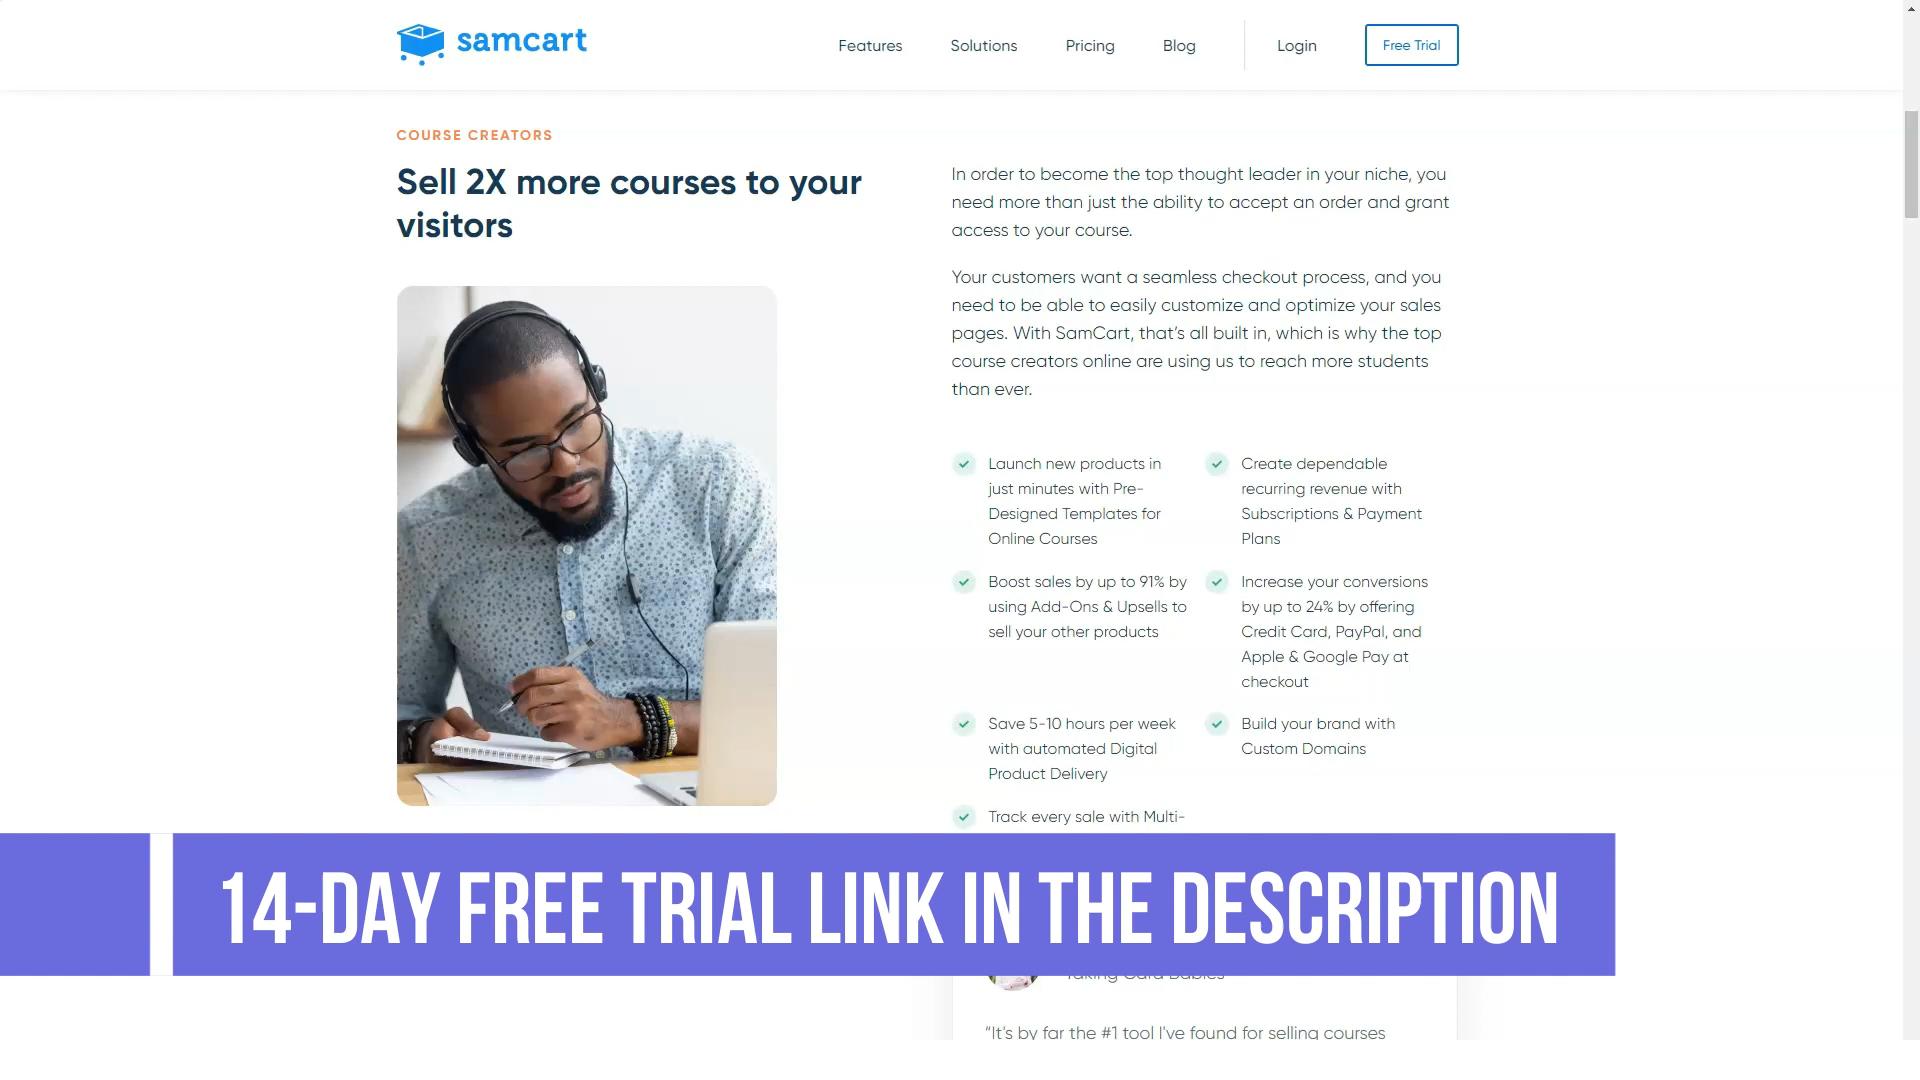 samcart
Features
Solutions
Pricing
Blog
Login
Free Trial
COURSE CREATORS
Sell 2X more courses to your
visitors
In order to become the top thought leader in your niche, you
need more than just the ability to accept an order and grant
access to your course.
Your customers want a seamless checkout process, and you
need to be able to easily customize and optimize your sales
pages. With SamCart, that's all built in, which is why the top
course creators online are using us to reach more students
than ever.
Launch new products in
just minutes with Pre-
Designed Templates for
Online Courses
Create dependable
recurring revenue with
Subscriptions & Payment
Plans
Boost sales by up to 91% by
using Add-Ons & Upsells to
sell your other products
Increase your conversions
by up to 24% by offering
Credit Card, PayPal, and
Apple & Google Pay at
checkout
Save 5-10 hours per week
with automated Digital
Product Delivery
Build your brand with
Custom Domains
Track every sale with Multi-
14-DAY FREE TRIAL LINK IN THE DESCRIPTION
Taking Cara Babies
“It's by far the #1 tool I've found for selling courses